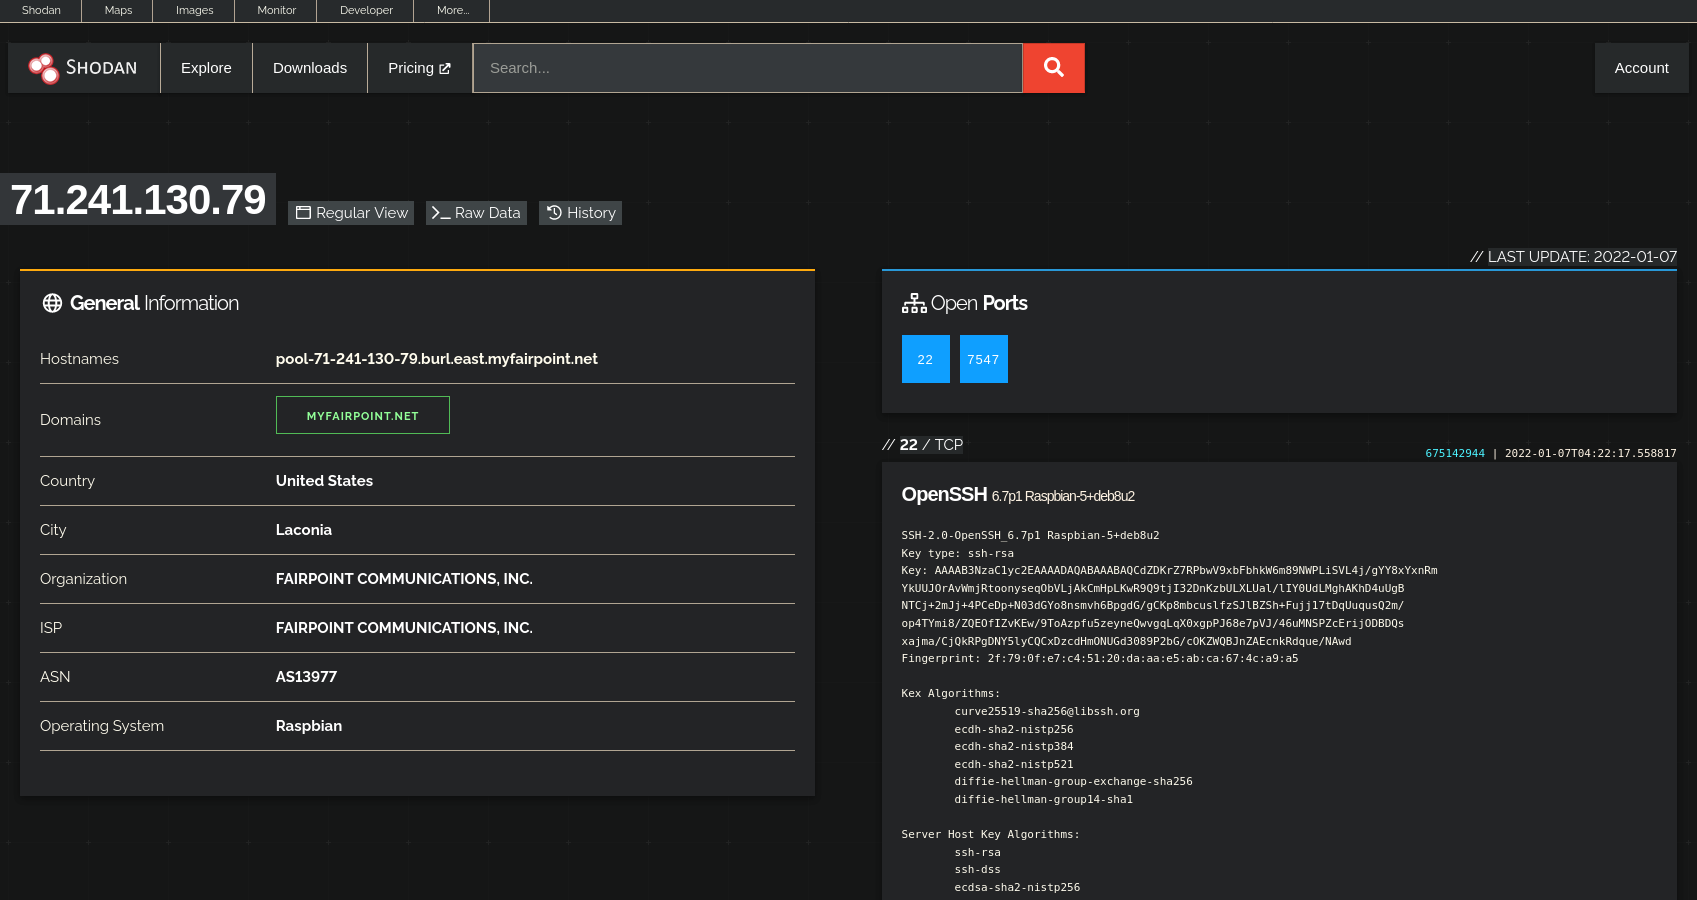 Shodan Maps Images Monitor Developer More...
SHODAN Explore Downloads Pricing Search... Account
71.241.130.79 Regular View Raw Data History
// LAST UPDATE: 2022-01-07
General Information
Hostnames pool-71-241-130-79.burl.east.myfairpoint.net
Domains MYFAIRPOINT.NET
Country United States
City Laconia
Organization FAIRPOINT COMMUNICATIONS, INC.
ISP FAIRPOINT COMMUNICATIONS, INC.
ASN AS13977
Operating System Raspbian
Open Ports
22 7547
// 22 / TCP
675142944 | 2022-01-07T04:22:17.558817
OpenSSH 6.7p1 Raspbian-5+deb8u2
SSH-2.0-OpenSSH_6.7p1 Raspbian-5+deb8u2
Key type: ssh-rsa
Key: AAAAB3NzaC1yc2EAAAADAQABAAABAQCdZDKrZ7RPbwV9xbFbhkW6m89NWPLiSVL4j/gYY8xYxnRm
YkUUJOrAvWmjRtoonyseqObVLjAkCmHpLKwR9Q9tjI32DnKzbULXLUal/lIY0UdLMghAKhD4uUgB
NTCj+2mJj+4PCeDp+N03dGYo8nsmvh6BpgdG/gCKp8mbcuslfzSJlBZSh+Fujj17tDqUuqusQ2m/
op4TYmi8/ZQEOfIZvKEw/9ToAzpfu5zeyneQwvgqLqX0xgpPJ68e7pVJ/46uMNSPZcErijODBDQs
xajma/CjQkRPgDNY5lyCQCxDzcdHmONUGd3089P2bG/cOKZWQBJnZAEcnkRdque/NAwd
Fingerprint: 2f:79:0f:e7:c4:51:20:da:aa:e5:ab:ca:67:4c:a9:a5
Kex Algorithms:
curve25519-sha256@libssh.org
ecdh-sha2-nistp256
ecdh-sha2-nistp384
ecdh-sha2-nistp521
diffie-hellman-group-exchange-sha256
diffie-hellman-group14-sha1
Server Host Key Algorithms:
ssh-rsa
ssh-dss
ecdsa-sha2-nistp256